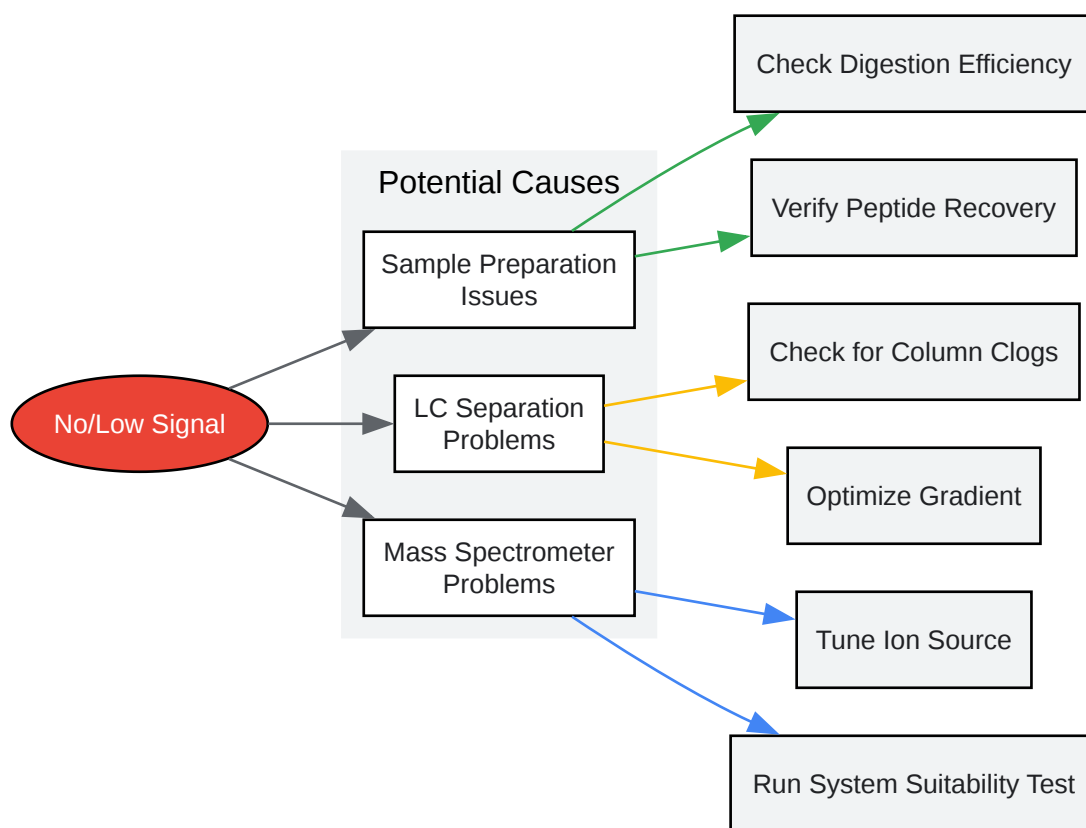 No/Low Signal
Potential Causes
Sample Preparation
Issues
LC Separation
Problems
Mass Spectrometer
Problems
Check Digestion Efficiency
Verify Peptide Recovery
Check for Column Clogs
Optimize Gradient
Tune Ion Source
Run System Suitability Test